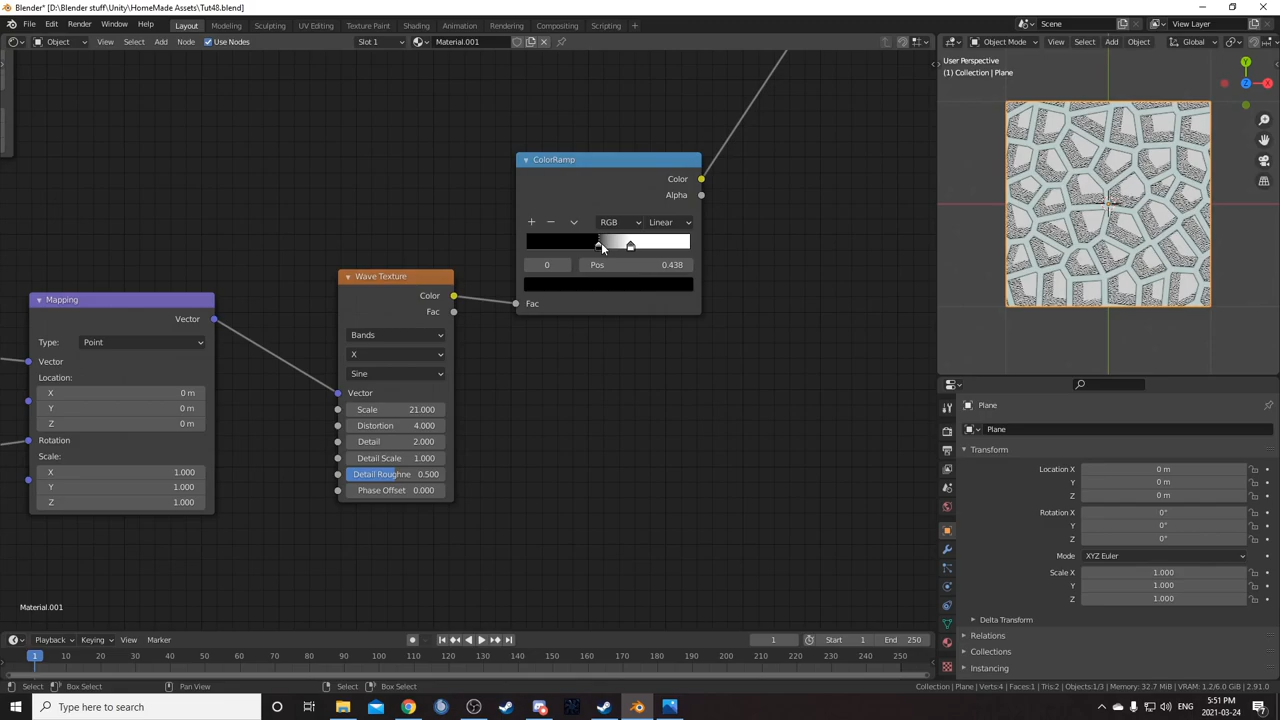 Blender* [D:\Blender stuff\Unity\HomeMade Assets\Tut48.blend]
File Edit Render Window Help Layout Modeling Sculpting UV Editing Texture Paint Shading Animation Rendering Compositing Scripting + Scene View Layer
Object View Select Add Node Use Nodes Slot 1 Material.001 Object Mode View Select Add Object Global
User Perspective
(1) Collection | Plane
Y
X
Z
ColorRamp
Color
Alpha
+ − RGB Linear
0 Pos 0.438
Fac
Wave Texture
Color
Fac
Bands
X
Sine
Vector
Scale 21.000
Distortion 4.000
Detail 2.000
Detail Scale 1.000
Detail Roughne 0.500
Phase Offset 0.000
Mapping
Vector
Type: Point
Vector
Location:
X 0 m
Y 0 m
Z 0 m
Rotation
Scale:
X 1.000
Y 1.000
Z 1.000
Material.001
Plane
Plane
Transform
Location X 0 m
Y 0 m
Z 0 m
Rotation X 0°
Y 0°
Z 0°
Mode XYZ Euler
Scale X 1.000
Y 1.000
Z 1.000
Delta Transform
Relations
Collections
Instancing
Playback Keying View Marker 1 Start 1 End 250
1 10 20 30 40 50 60 70 80 90 100 110 120 130 140 150 160 170 180 190 200 210 220 230 240 250
Select Box Select Pan View Select Box Select Collection | Plane | Verts:4 | Faces:1 | Tris:2 | Objects:1/3 | Memory: 32.7 MiB | VRAM: 1.2/6.0 GiB | 2.91.0
Type here to search
5:51 PM
2021-03-24